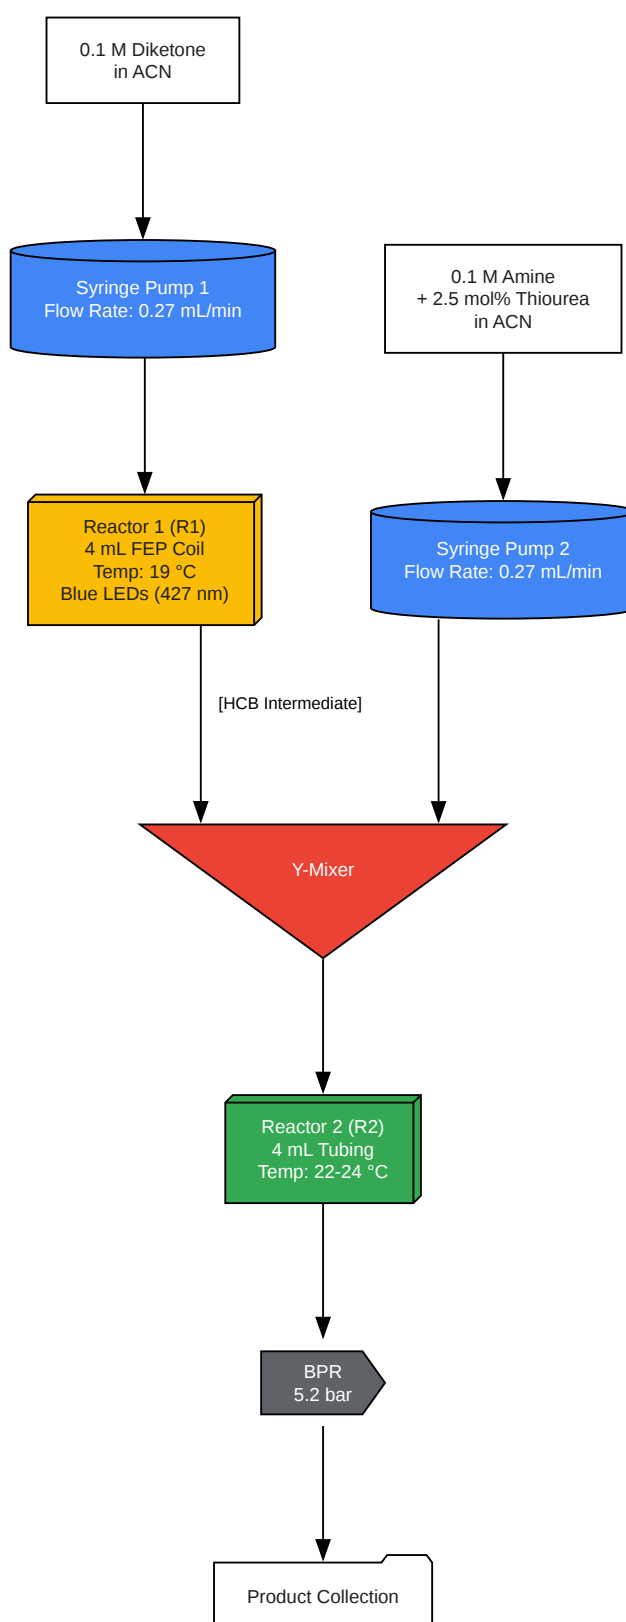 0.1 M Diketone
in ACN
Syringe Pump 1
Flow Rate: 0.27 mL/min
0.1 M Amine
+ 2.5 mol% Thiourea
in ACN
Reactor 1 (R1)
4 mL FEP Coil
Temp: 19 °C
Blue LEDs (427 nm)
Syringe Pump 2
Flow Rate: 0.27 mL/min
[HCB Intermediate]
Y-Mixer
Reactor 2 (R2)
4 mL Tubing
Temp: 22-24 °C
BPR
5.2 bar
Product Collection